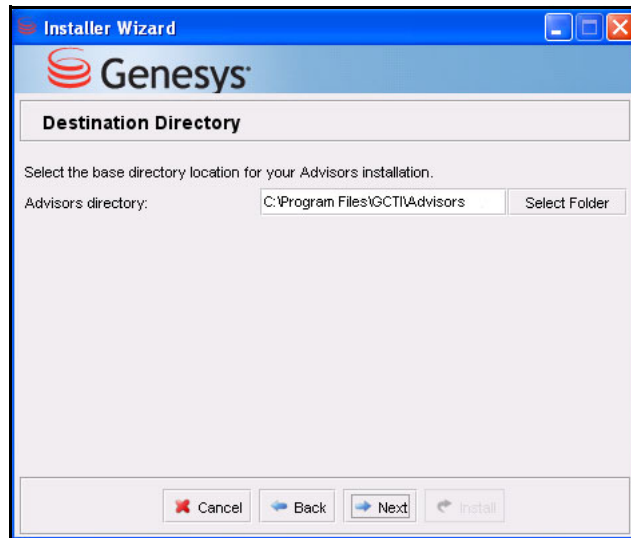 Installer Wizard
Genesys
Destination Directory
Select the base directory location for your Advisors installation.
Advisors directory: C:\Program Files\GCTI\Advisors Select Folder
Cancel Back Next Install